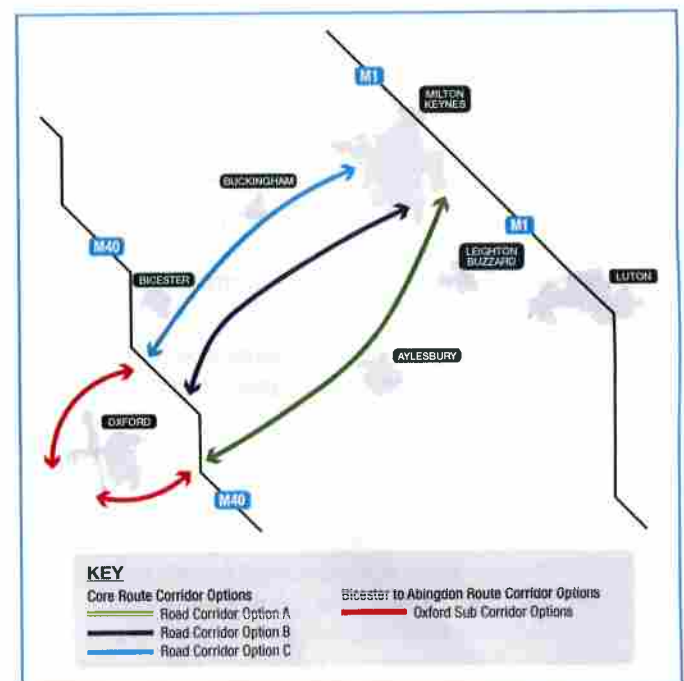 M1
MILTON
KEYNES
BUCKINGHAM
M40
M1
LEIGHTON
BUZZARD
BICESTER
LUTON
AYLESBURY
OXFORD
M40
KEY
Core Route Corridor Options
Road Corridor Option A
Road Corridor Option B
Road Corridor Option C
Bicester to Abingdon Route Corridor Options
Oxford Sub Corridor Options